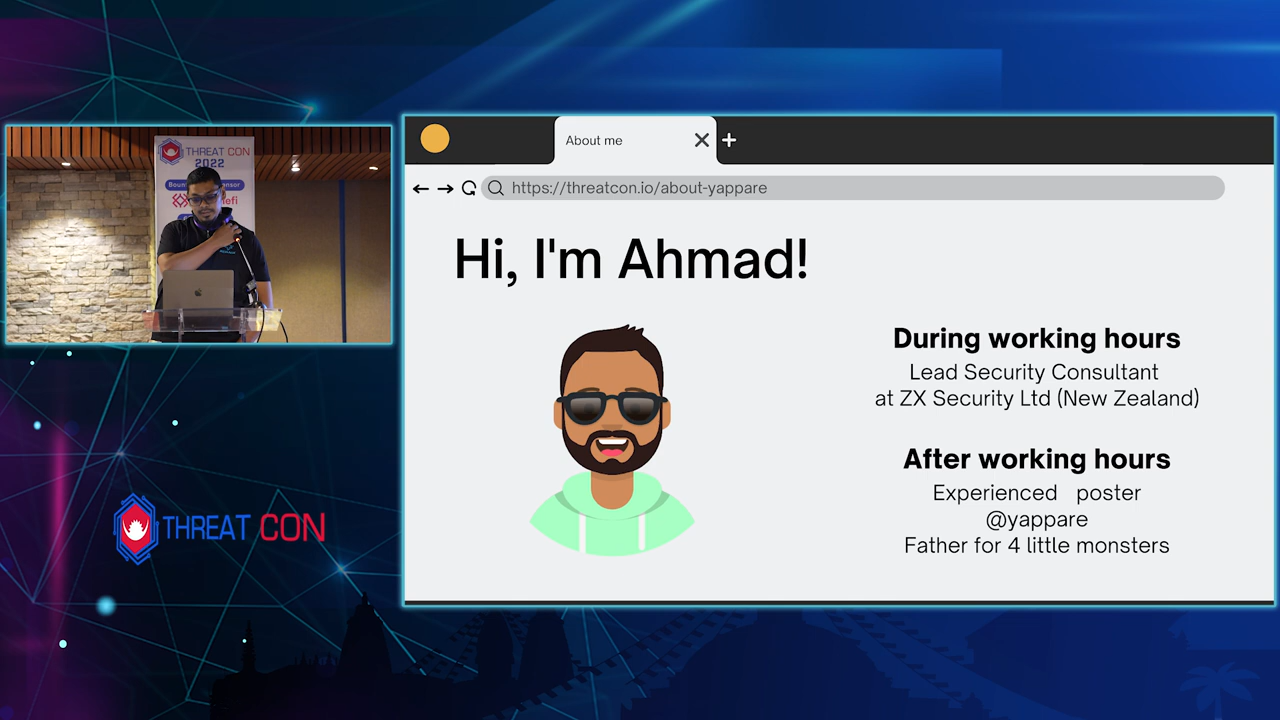 THREAT CON
2022
About me
https://threatcon.io/about-yappare
Hi, I'm Ahmad!
During working hours
Lead Security Consultant
at ZX Security Ltd (New Zealand)
After working hours
Experienced poster
@yappare
Father for 4 little monsters
THREAT CON